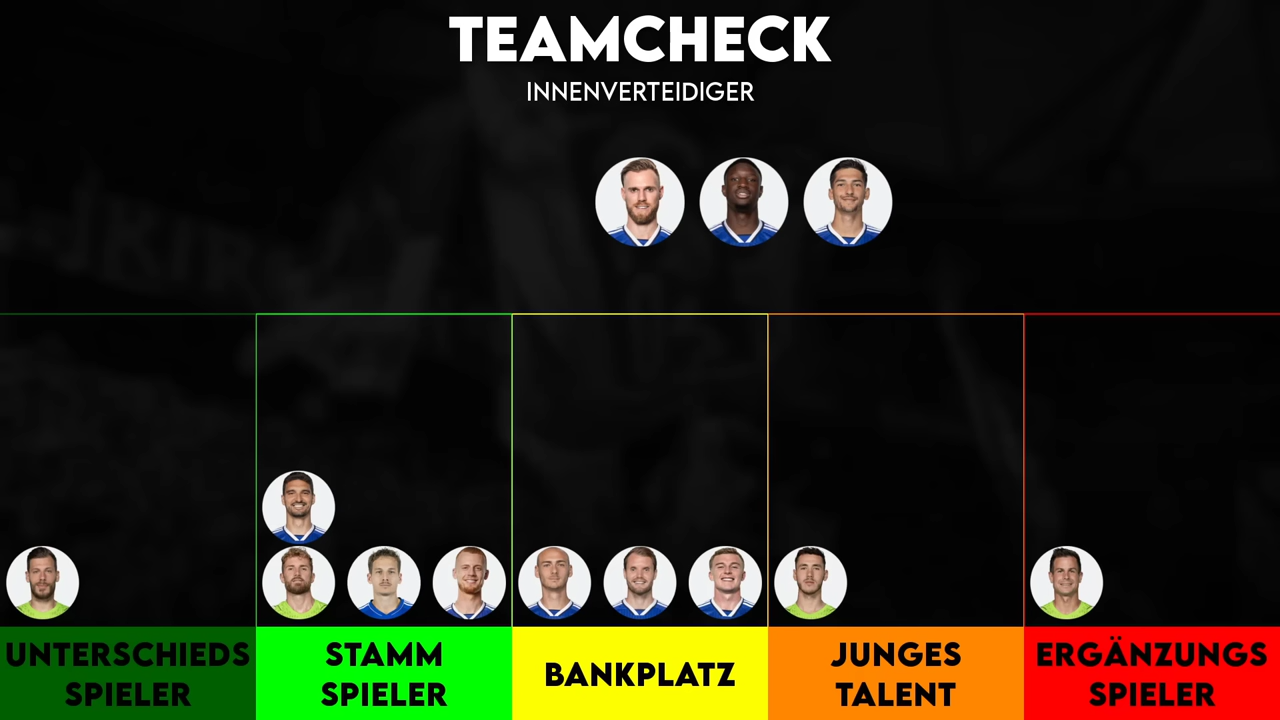 TEAMCHECK
INNENVERTEIDIGER
UNTERSCHIEDS
SPIELER
STAMM
SPIELER
BANKPLATZ
JUNGES
TALENT
ERGÄNZUNGS
SPIELER